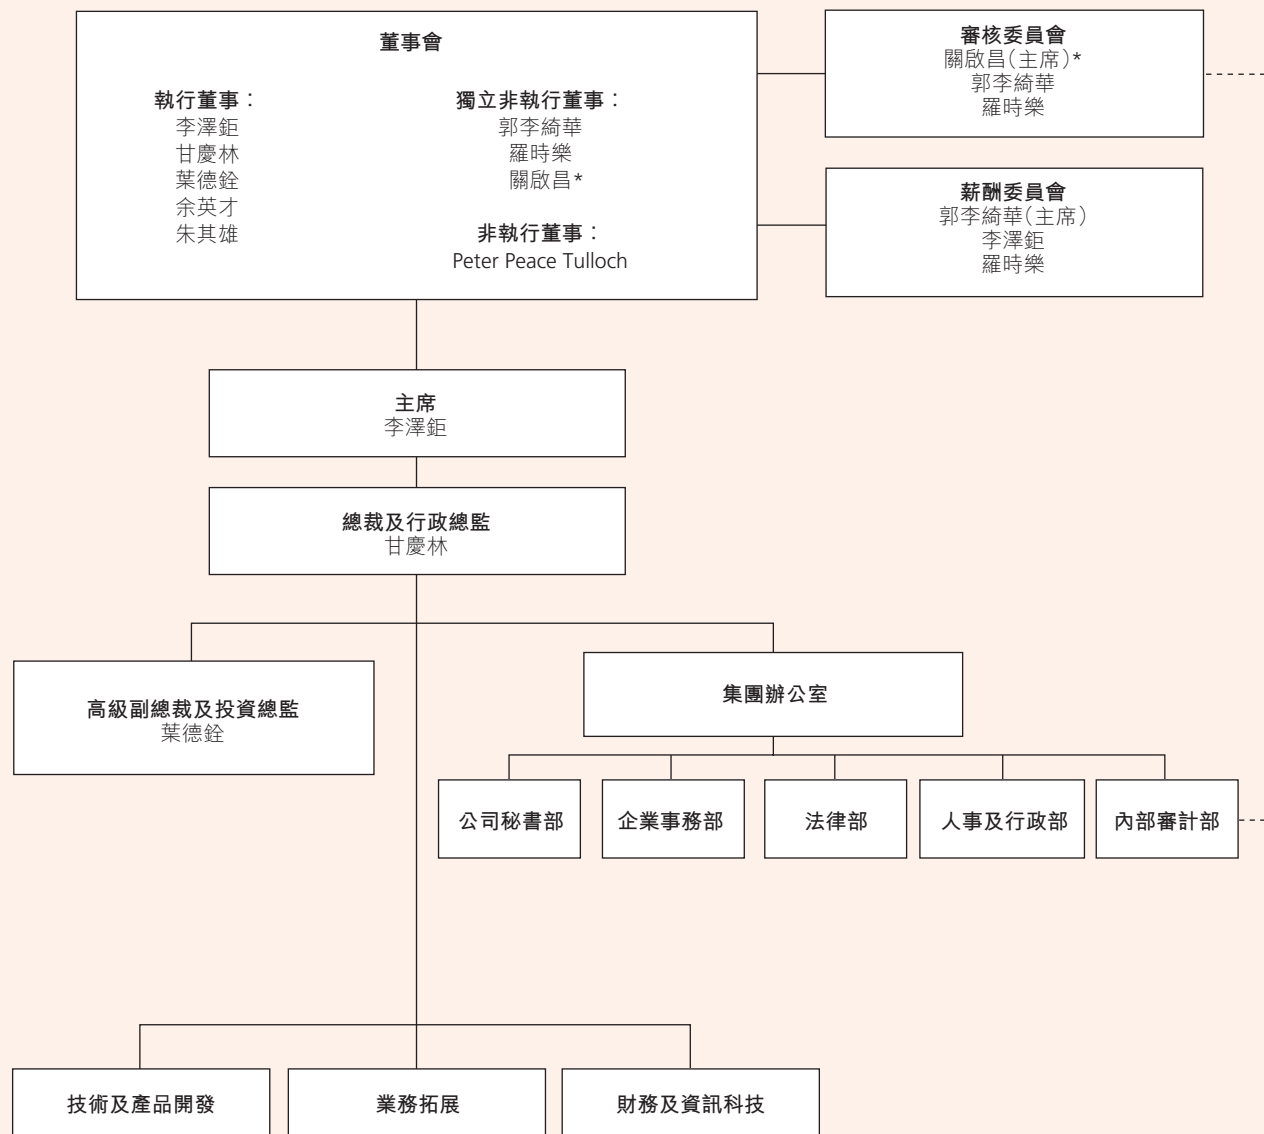 董事會
執行董事：
李澤鉅
甘慶林
葉德銓
余英才
朱其雄
獨立非執行董事：
郭李綺華
羅時樂
關啟昌*
非執行董事：
Peter Peace Tulloch
審核委員會
關啟昌(主席)*
郭李綺華
羅時樂
薪酬委員會
郭李綺華(主席)
李澤鉅
羅時樂
主席
李澤鉅
總裁及行政總監
甘慶林
高級副總裁及投資總監
葉德銓
集團辦公室
公司秘書部
企業事務部
法律部
人事及行政部
內部審計部
技術及產品開發
業務拓展
財務及資訊科技